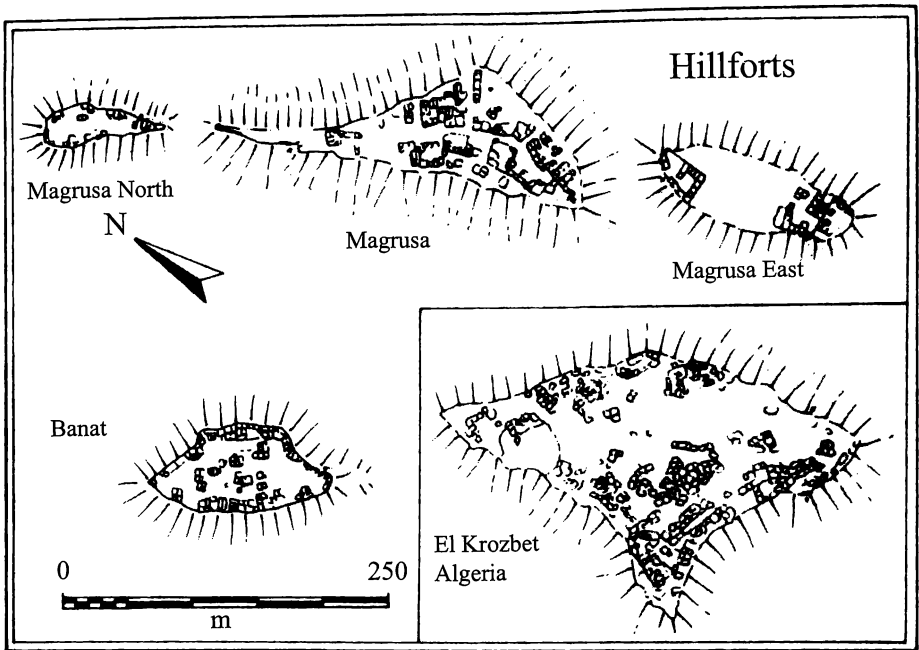 Hillforts
Magrusa North
N
Magrusa
Magrusa East
Banat
0 250
m
El Krozbet
Algeria